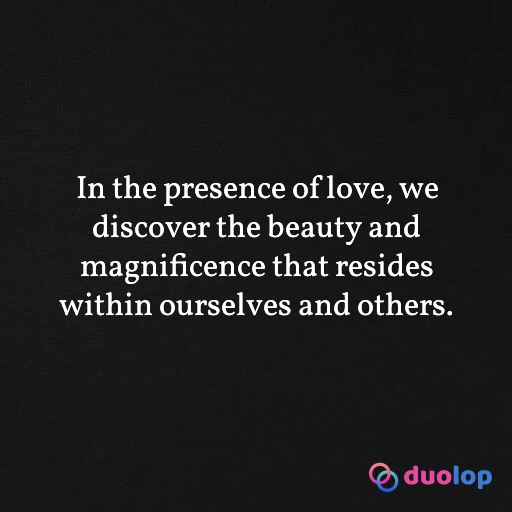 In the presence of love, we
discover the beauty and
magnificence that resides
within ourselves and others.
duolop